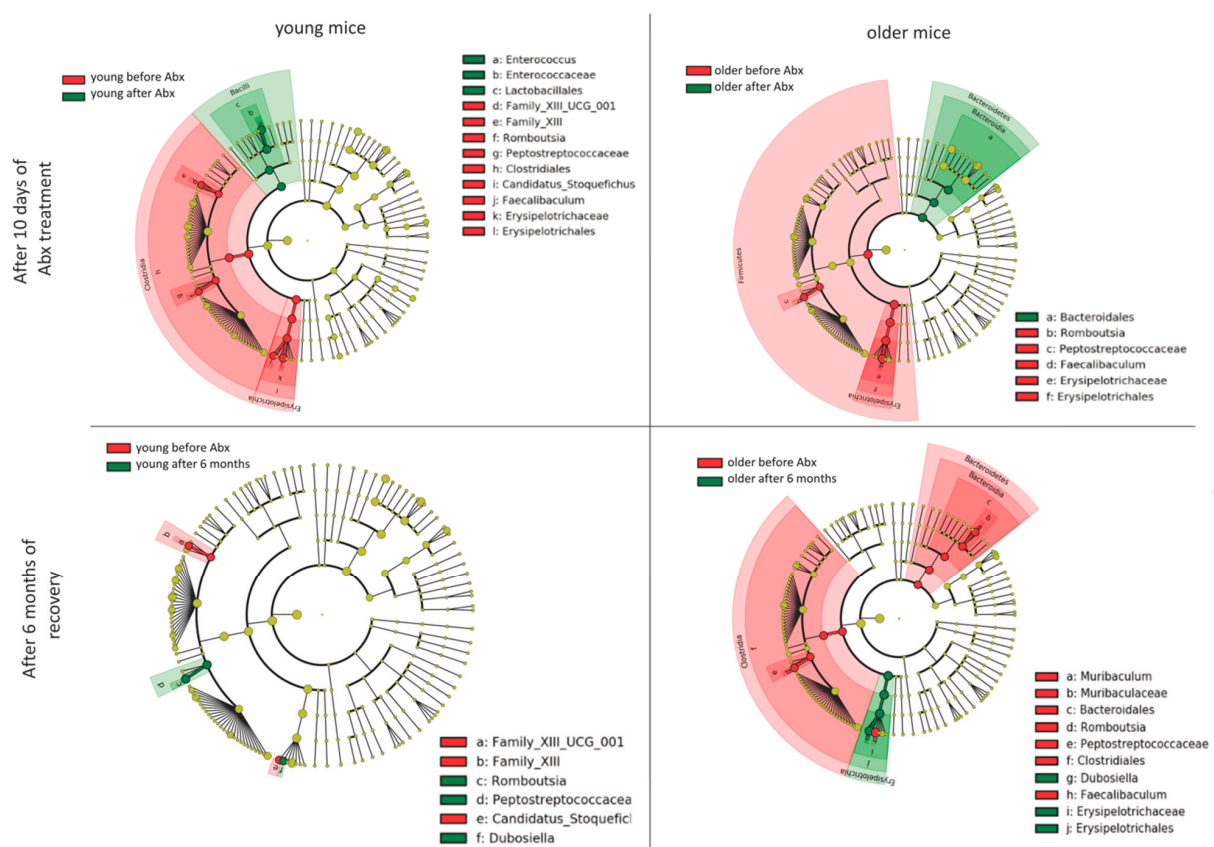 young mice
older mice
After 10 days of
Abx treatment
young before Abx
young after Abx
a: Enterococcus
b: Enterococcaceae
c: Lactobacillales
d: Family_XIII_UCG_001
e: Family_XIII
f: Romboutsia
g: Peptostreptococcaceae
h: Clostridiales
i: Candidatus_Stoquefichus
j: Faecalibaculum
k: Erysipelotrichaceae
l: Erysipelotrichales
Bacilli
c
b
e
Clostridia
h
g
k
l
Erysipelotrichia
older before Abx
older after Abx
Bacteroidetes
Bacteroidia
a
Firmicutes
c
e
f
Erysipelotrichia
a: Bacteroidales
b: Romboutsia
c: Peptostreptococcaceae
d: Faecalibaculum
e: Erysipelotrichaceae
f: Erysipelotrichales
After 6 months of
recovery
young before Abx
young after 6 months
b
a
d
c
e
f
a: Family_XIII_UCG_001
b: Family_XIII
c: Romboutsia
d: Peptostreptococcacea
e: Candidatus_Stoquefic
f: Dubosiella
older before Abx
older after 6 months
Bacteroidetes
Bacteroidia
c
b
Clostridia
f
e
i
j
Erysipelotrichia
a: Muribaculum
b: Muribaculaceae
c: Bacteroidales
d: Romboutsia
e: Peptostreptococcaceae
f: Clostridiales
g: Dubosiella
h: Faecalibaculum
i: Erysipelotrichaceae
j: Erysipelotrichales